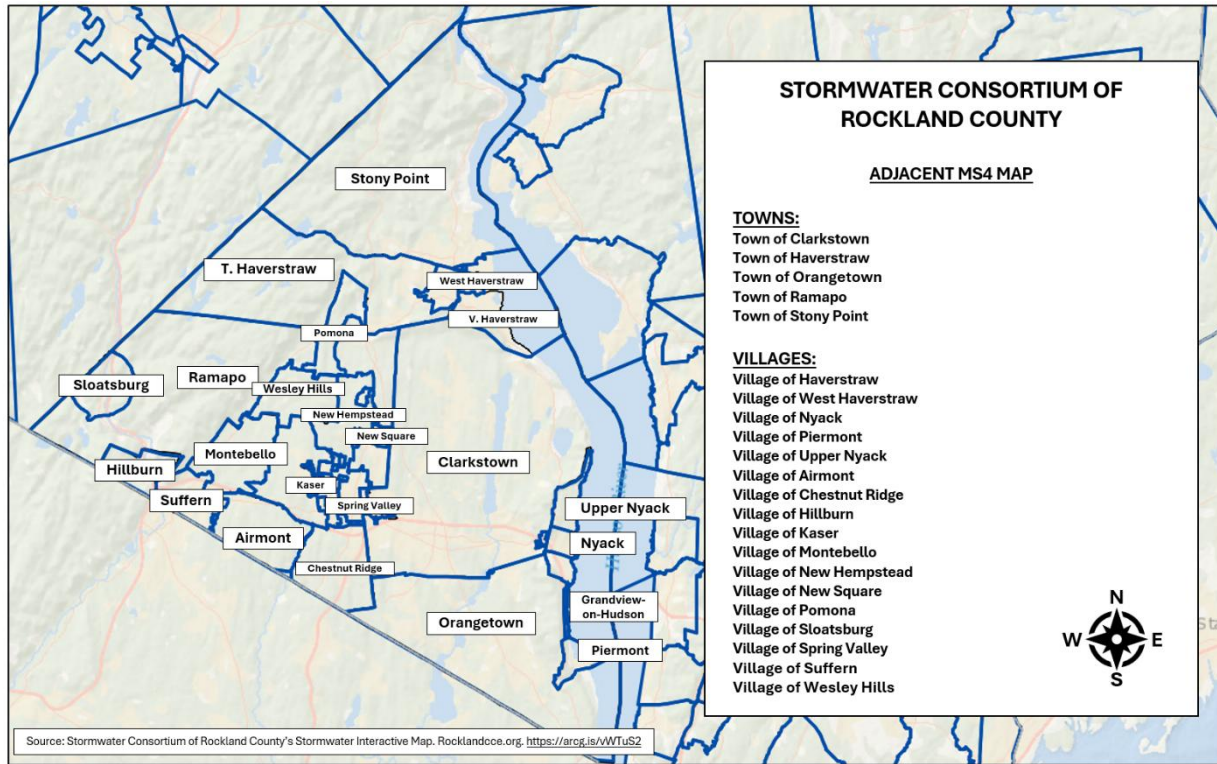 STORMWATER CONSORTIUM OF
ROCKLAND COUNTY
ADJACENT MS4 MAP
TOWNS:
Town of Clarkstown
Town of Haverstraw
Town of Orangetown
Town of Ramapo
Town of Stony Point
VILLAGES:
Village of Haverstraw
Village of West Haverstraw
Village of Nyack
Village of Piermont
Village of Upper Nyack
Village of Airmont
Village of Chestnut Ridge
Village of Hillburn
Village of Kaser
Village of Montebello
Village of New Hempstead
Village of New Square
Village of Pomona
Village of Sloatsburg
Village of Spring Valley
Village of Suffern
Village of Wesley Hills
N
W E
S
Stony Point
T. Haverstraw
West Haverstraw
V. Haverstraw
Pomona
Sloatsburg
Ramapo
Wesley Hills
New Hempstead
New Square
Montebello
Clarkstown
Hillburn
Kaser
Suffern
Spring Valley
Upper Nyack
Airmont
Nyack
Chestnut Ridge
Grandview-
on-Hudson
Orangetown
Piermont
Source: Stormwater Consortium of Rockland County's Stormwater Interactive Map. Rocklandcce.org. https://arcg.is/vWTuS2